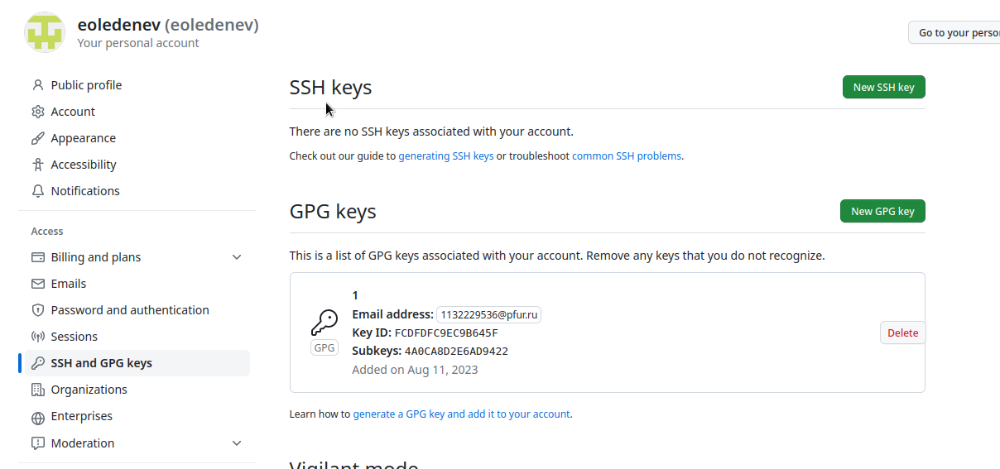 eoledenev (eoledenev)
Your personal account
Go to your perso
Public profile
Account
Appearance
Accessibility
Notifications
Access
Billing and plans
Emails
Password and authentication
Sessions
SSH and GPG keys
Organizations
Enterprises
Moderation
SSH keys
New SSH key
There are no SSH keys associated with your account.
Check out our guide to generating SSH keys or troubleshoot common SSH problems.
GPG keys
New GPG key
This is a list of GPG keys associated with your account. Remove any keys that you do not recognize.
1
Email address: 1132229536@pfur.ru
Key ID: FCDFDFC9EC9B645F
Subkeys: 4A0CA8D2E6AD9422
Added on Aug 11, 2023
GPG
Delete
Learn how to generate a GPG key and add it to your account.
Vigilant mode